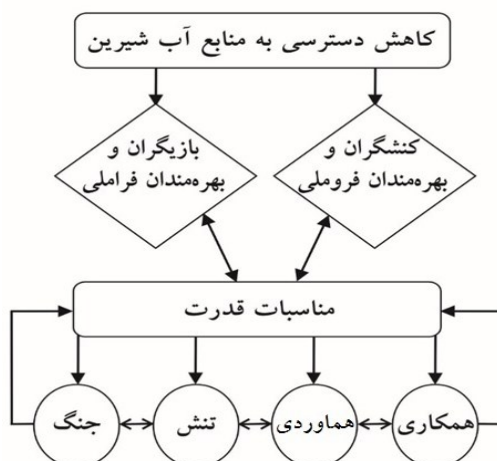 کاهش دسترسی به منابع آب شیرین
کنشگران و
بهره‌مندان فروملی
بازیگران و
بهره‌مندان فراملی
مناسبات قدرت
همکاری
هماوردی
تنش
جنگ